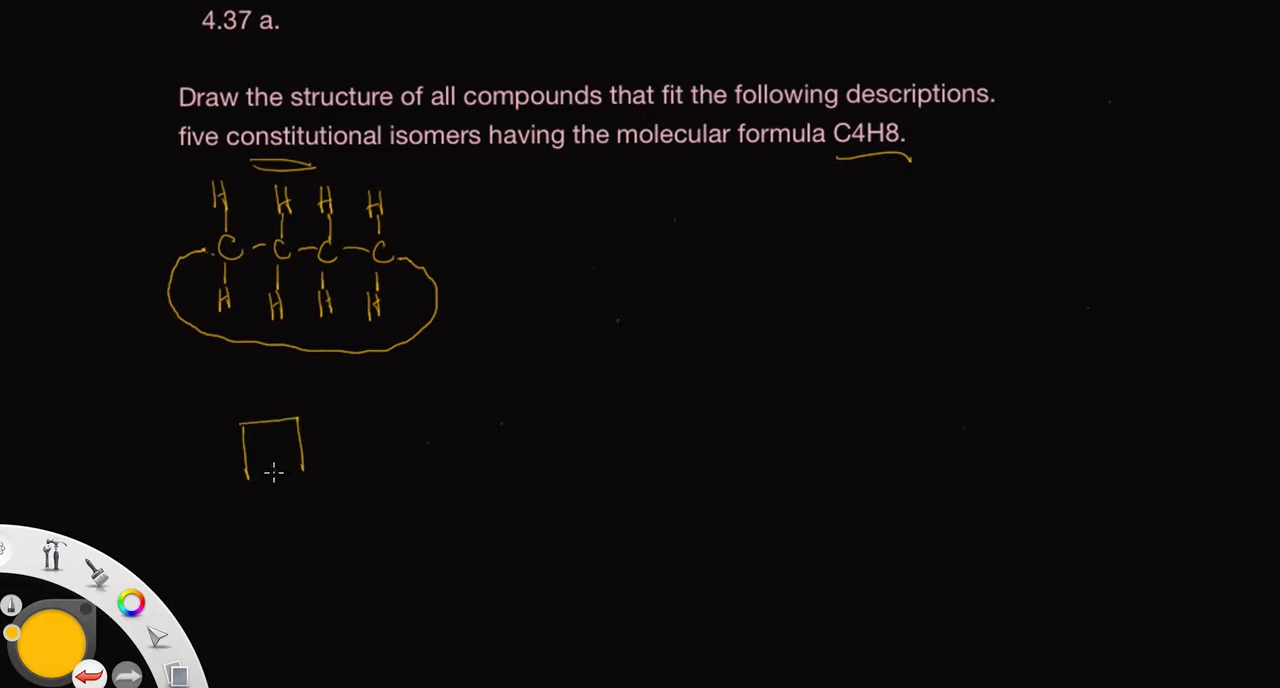 4.37 a.
Draw the structure of all compounds that fit the following descriptions.
five constitutional isomers having the molecular formula C4H8.
H H H H
C - C - C - C
H H H H